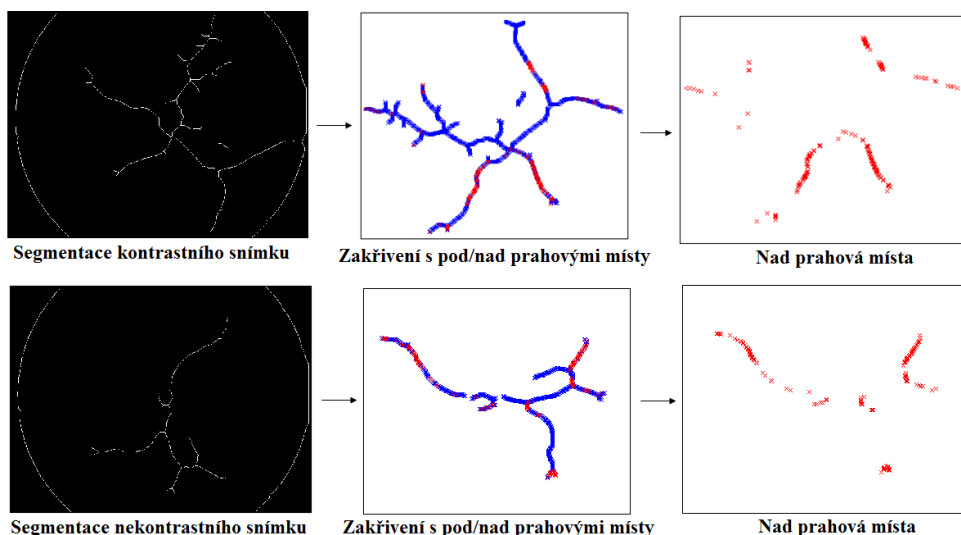 Segmentace kontrastního snímku
Zakřivení s pod/nad prahovými místy
Nad prahová místa
Segmentace nekontrastního snímku
Zakřivení s pod/nad prahovými místy
Nad prahová místa